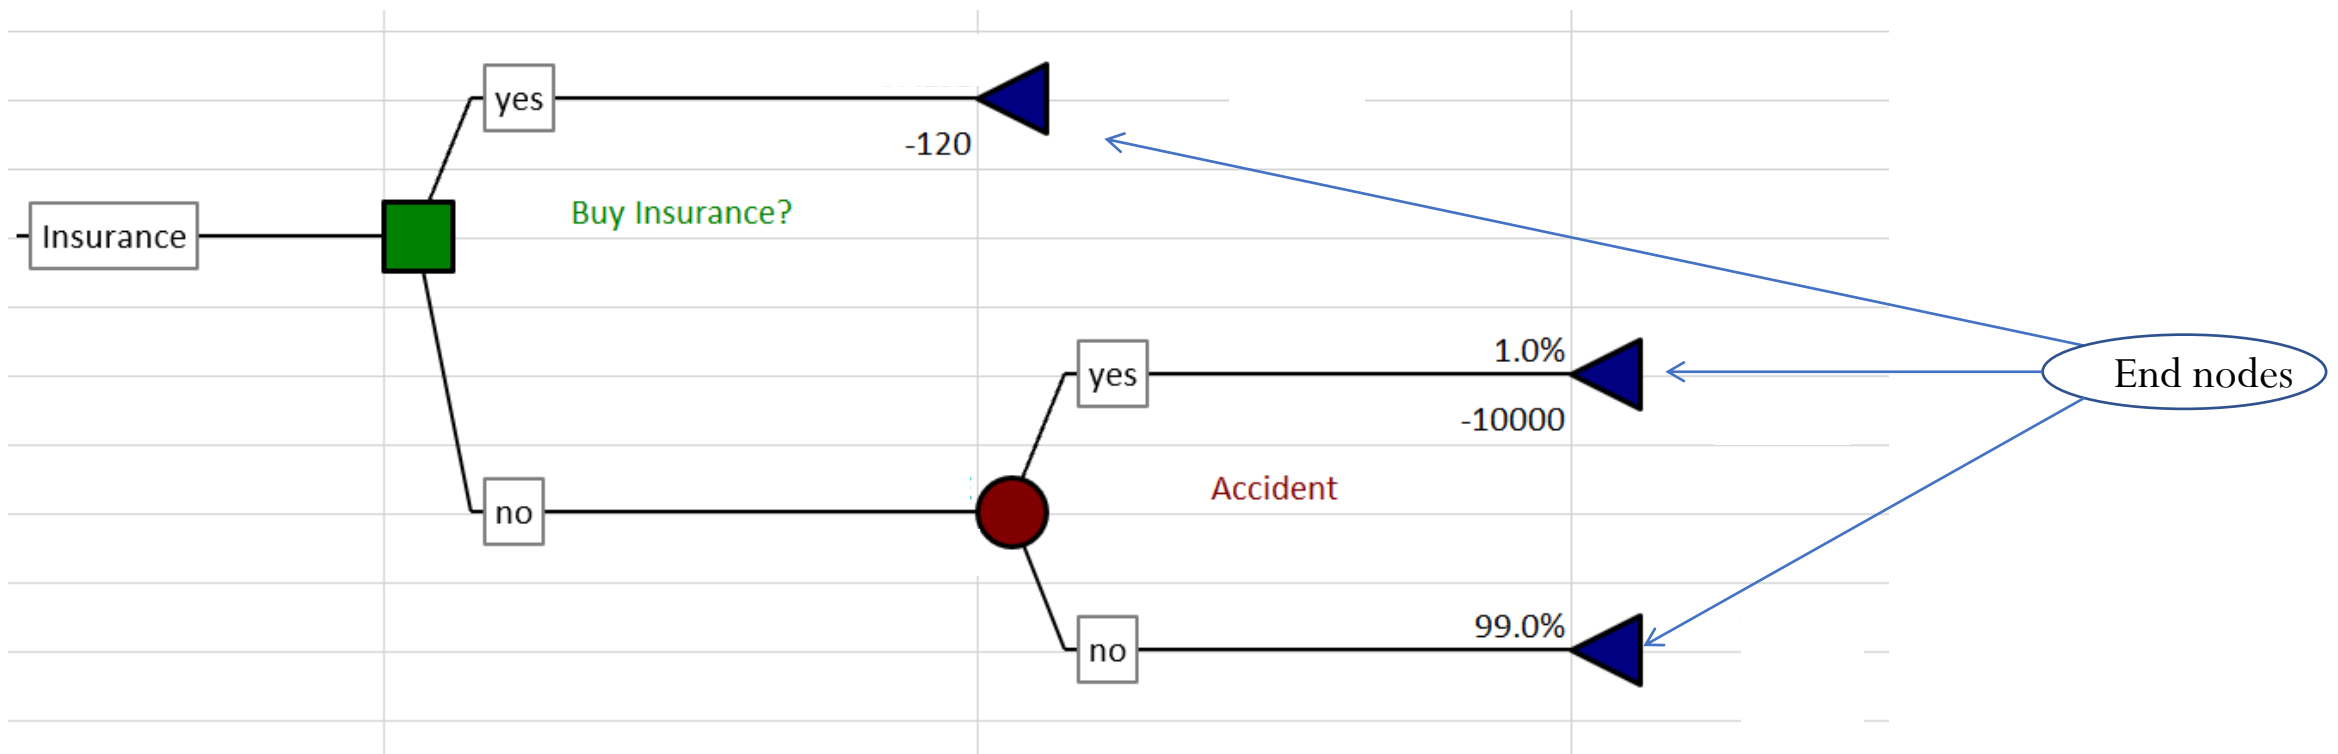 yes
-120
Buy Insurance?
Insurance
1.0%
yes
End nodes
-10000
Accident
no
99.0%
no